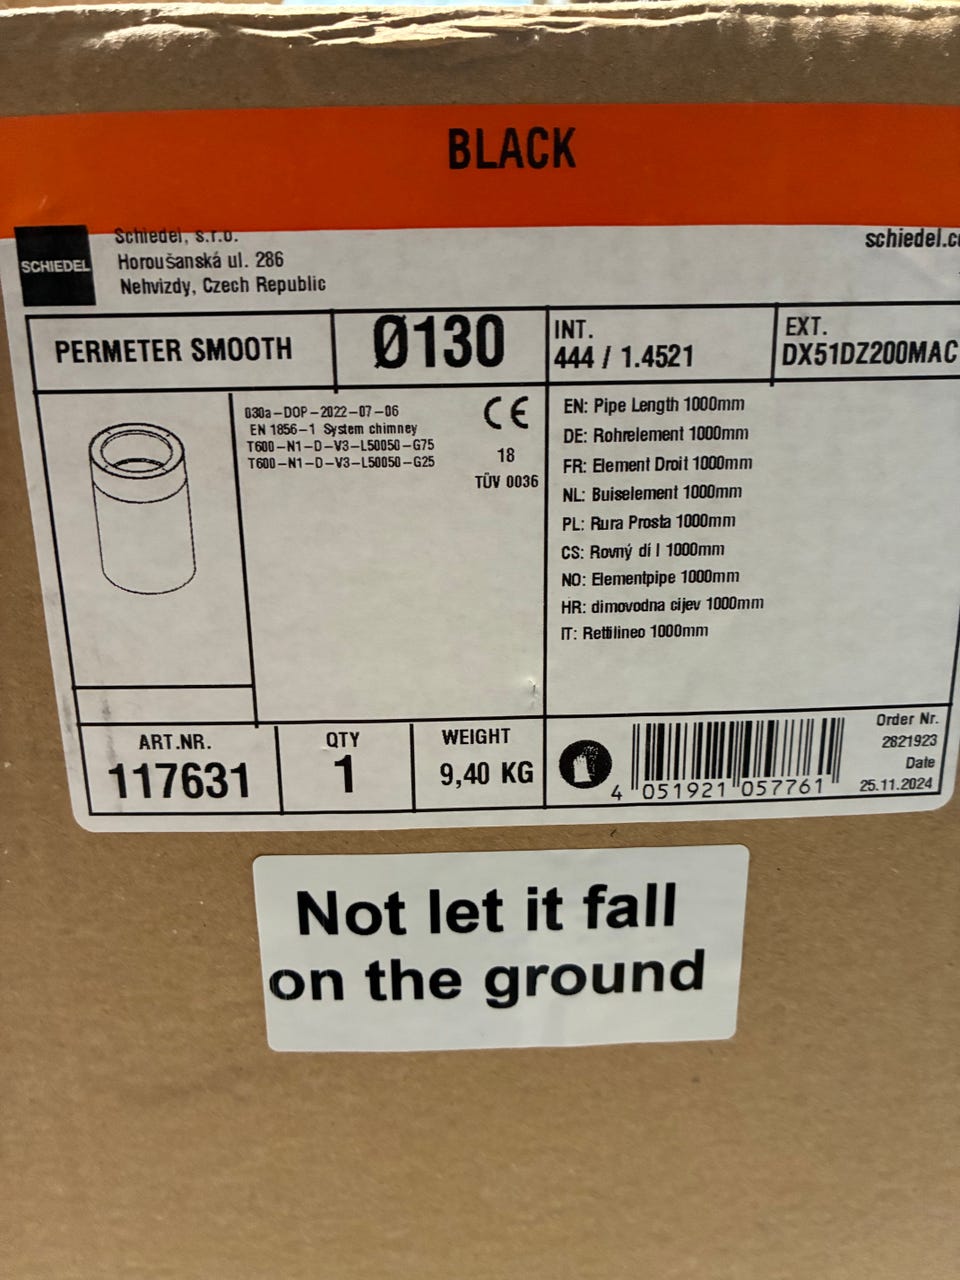 BLACK
SCHIEDEL
Schiedel, s.r.o.
Horoušanská ul. 286
Nehvizdy, Czech Republic
schiedel.c
PERMETER SMOOTH
Ø130
INT.
444 / 1.4521
EXT.
DX51DZ200MAC
030a-DOP-2022-07-06
EN 1856-1 System chimney
T600-N1-D-V3-L50050-G75
T600-N1-D-V3-L50050-G25
CE
18
TÜV 0036
EN: Pipe Length 1000mm
DE: Rohrelement 1000mm
FR: Element Droit 1000mm
NL: Buiselement 1000mm
PL: Rura Prosta 1000mm
CS: Rovný dí l 1000mm
NO: Elementpipe 1000mm
HR: dimovodna cijev 1000mm
IT: Rettilineo 1000mm
ART.NR.
117631
QTY
1
WEIGHT
9,40 KG
4 051921 057761
Order Nr.
2821923
Date
25.11.2024
Not let it fall
on the ground